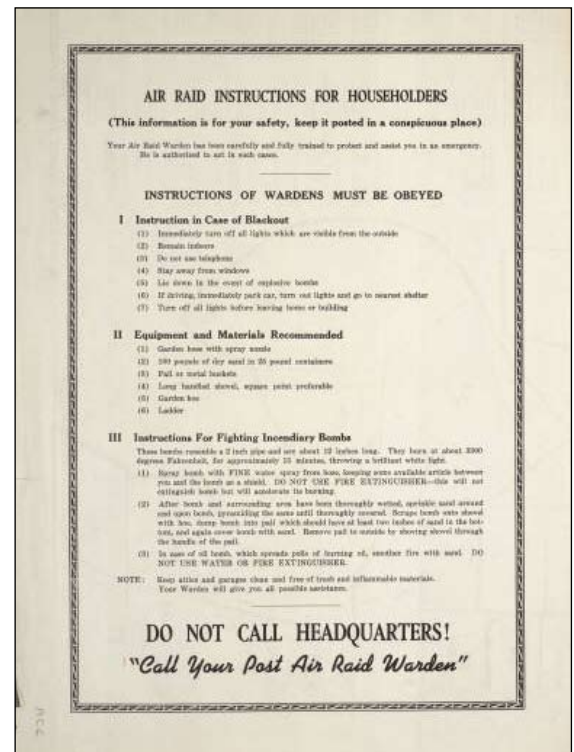 AIR RAID INSTRUCTIONS FOR HOUSEHOLDERS
(This information is for your safety, keep it posted in a conspicuous place)
Your Air Raid Warden has been carefully and fully trained to protect and assist you in an emergency.
He is authorized to act in such cases.
INSTRUCTIONS OF WARDENS MUST BE OBEYED
I Instruction in Case of Blackout
(1) Immediately turn off all lights which are visible from the outside
(2) Remain indoors
(3) Do not use telephone
(4) Stay away from windows
(5) Lie down in the event of explosive bombs
(6) If driving, immediately park car, turn out lights and go to nearest shelter
(7) Turn off all lights before leaving home or building
II Equipment and Materials Recommended
(1) Garden hose with spray nozzle
(2) 100 pounds of dry sand in 25 pound containers
(3) Pail or metal buckets
(4) Long handled shovel, square point preferable
(5) Garden hoe
(6) Ladder
III Instructions For Fighting Incendiary Bombs
These bombs resemble a 2 inch pipe and are about 12 inches long. They burn at about
degrees Fahrenheit, for approximately 15 minutes, throwing a brilliant white light.
(1) Spray bomb with FINE water spray from hose, keeping some available article between
you and the bomb as a shield. DO NOT USE FIRE EXTINGUISHER—this will not
extinguish bomb but will accelerate its burning.
(2) After bomb and surrounding area have been thoroughly wetted, sprinkle sand around
and upon bomb, pyramiding the same until thoroughly covered. Scrape bomb onto shovel
with hoe, dump bomb into pail which should have at least two inches of sand in the bot-
tom, and again cover bomb with sand. Remove pail to outside by shoving shovel through
the handle of the pail.
(3) In case of oil bomb, which spreads pools of burning oil, smother fire with sand. DO
NOT USE WATER OR FIRE EXTINGUISHER.
NOTE: Keep attics and garages clean and free of trash and inflammable materials.
Your Warden will give you all possible assistance.
DO NOT CALL HEADQUARTERS!
"Call Your Post Air Raid Warden"